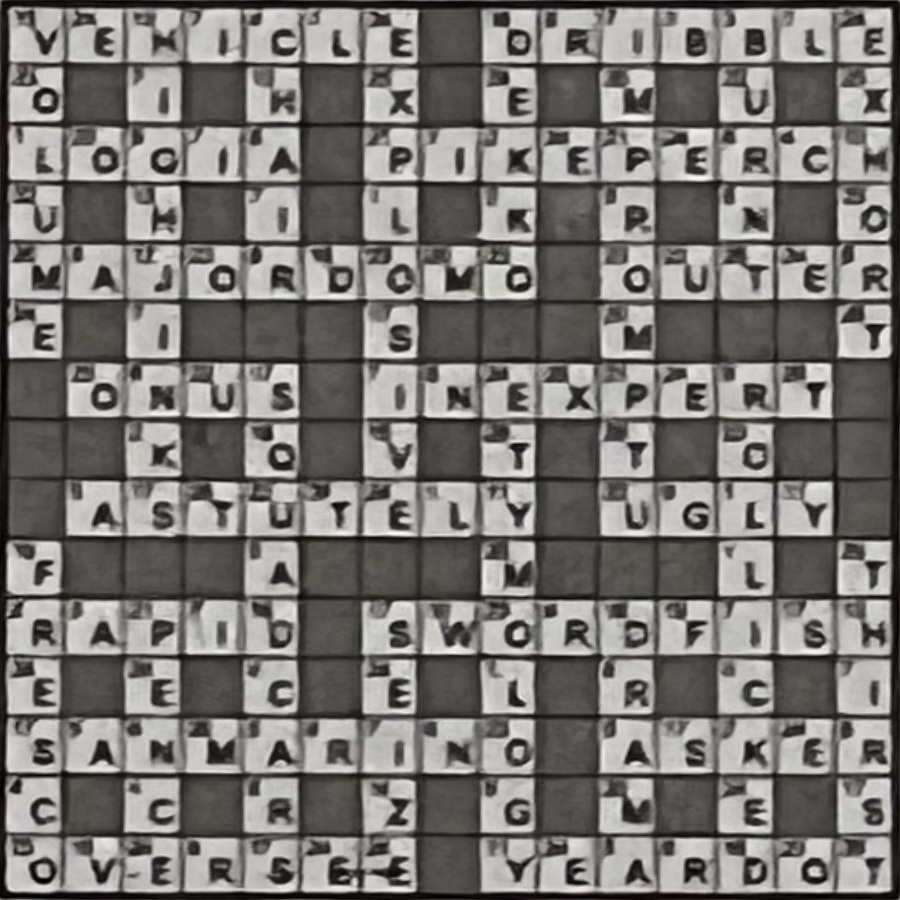 VEHICLE DRIBBLE
O I H X E M U X
LOGIA PIKEPERCH
U H I L K R N O
MAJORDOMO OUTER
E I S M T
ONUS INEXPERT
K Q V T T O
ASTUTELY UGLY
F A M L T
RAPID SWORDFISH
E E C E L R C I
SANMARINO ASKER
C C R Z G M E S
OVERSEE YEARDOT